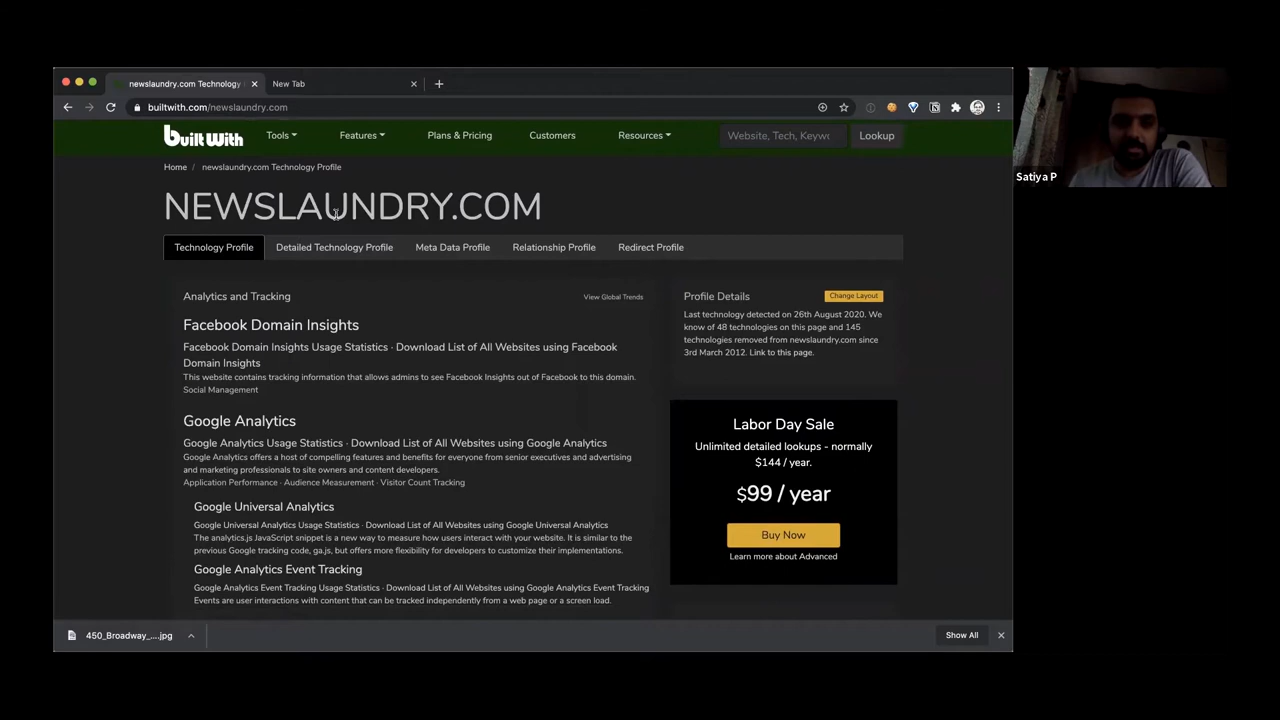 newslaundry.com Technology
New Tab
builtwith.com/newslaundry.com
builtwith
Tools
Features
Plans & Pricing
Customers
Resources
Website, Tech, Keyw
Lookup
Home / newslaundry.com Technology Profile
NEWSLAUNDRY.COM
Technology Profile
Detailed Technology Profile
Meta Data Profile
Relationship Profile
Redirect Profile
Analytics and Tracking
View Global Trends
Facebook Domain Insights
Facebook Domain Insights Usage Statistics · Download List of All Websites using Facebook
Domain Insights
This website contains tracking information that allows admins to see Facebook Insights out of Facebook to this domain.
Social Management
Google Analytics
Google Analytics Usage Statistics · Download List of All Websites using Google Analytics
Google Analytics offers a host of compelling features and benefits for everyone from senior executives and advertising
and marketing professionals to site owners and content developers.
Application Performance · Audience Measurement · Visitor Count Tracking
Google Universal Analytics
Google Universal Analytics Usage Statistics · Download List of All Websites using Google Universal Analytics
The analytics.js JavaScript snippet is a new way to measure how users interact with your website. It is similar to the
previous Google tracking code, ga.js, but offers more flexibility for developers to customize their implementations.
Google Analytics Event Tracking
Google Analytics Event Tracking Usage Statistics · Download List of All Websites using Google Analytics Event Tracking
Events are user interactions with content that can be tracked independently from a web page or a screen load.
Profile Details
Change Layout
Last technology detected on 26th August 2020. We
know of 48 technologies on this page and 145
technologies removed from newslaundry.com since
3rd March 2012. Link to this page.
Labor Day Sale
Unlimited detailed lookups - normally
$144 / year.
$99 / year
Buy Now
Learn more about Advanced
450_Broadway_....jpg
Show All
Satiya P